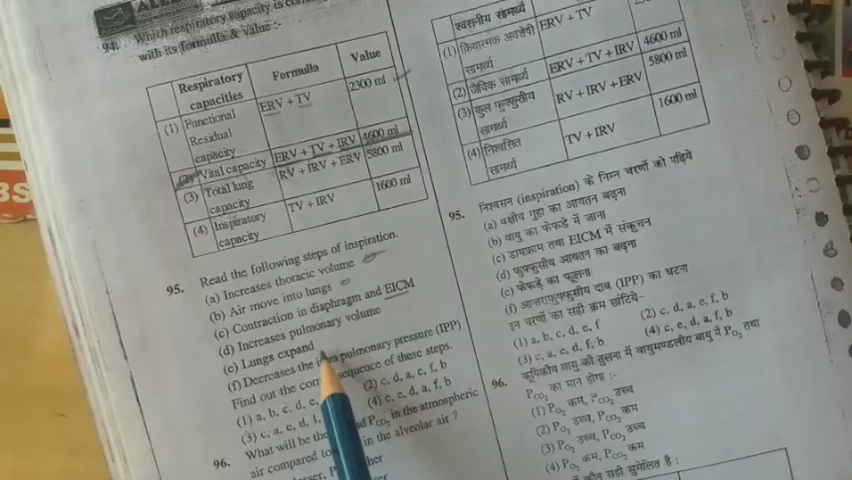 94. Which respiratory capacity is
with its formulla & value :-
Respiratory capacities Formulla Value
(1) Functional Residual capacity ERV + TV 2300 ml
(2) Vital capacity ERV + TV + IRV 4600 ml
(3) Total lung capacity RV + IRV + ERV 5800 ml
(4) Inspiratory capacity TV + IRV 1600 ml
95. Read the following steps of inspiration.
(a) Increases thoracic volume
(b) Air move into lungs
(c) Contraction in diaphragm and EICM
(d) Increases pulmonary volume
(e) Lungs expand
(f) Decreases the pulmonary pressure (IPP)
Find out the sequence of these steps.
(1) a, b, c, d, e,
(2) c, d, a, e, f, b
(3) c, a, e, d, f,
(4) c, e, d, a, f, b
96. What will be the and PCO₂ in the atmospheric
air compared to in the alveolar air ?
श्वसनीय सामर्थ्य
(1) क्रियात्मक अवशेषी सामर्थ्य ERV + TV
(2) जैविक सामर्थ्य ERV + TV + IRV 4600 ml
(3) कुल फुफ्फुसीय सामर्थ्य RV + IRV + ERV 5800 ml
(4) निश्वसित सामर्थ्य TV + IRV 1600 ml
95. निश्वसन (inspiration) के निम्न चरणों को पढ़िये
(a) वक्षीय गुहा का आयतन बढ़ना
(b) वायु का फेफड़े में जाना
(c) डायफ्राम तथा EICM में संकुचन
(d) फुफ्फुसीय आयतन का बढ़ना
(e) फेफड़े का फूलना
(f) आन्तराफुफ्फुसीय दाब (IPP) का घटना
इन चरणों का सही क्रम छांटिये-
(1) a, b, c, d, e, f
(2) c, d, a, e, f, b
(3) c, a, e, d, f, b
(4) c, e, d, a, f, b
96. कूपिकीय वायु की तुलना में वायुमण्डलीय वायु में PO₂ तथा
PCO₂ का मान होगा :-
(1) PO₂ कम, PCO₂ उच्च
(2) PO₂ उच्च, PCO₂ कम
(3) PO₂ उच्च, PCO₂ उच्च
(4) PO₂ कम, PCO₂ कम
कौन सही सुमेलित है :